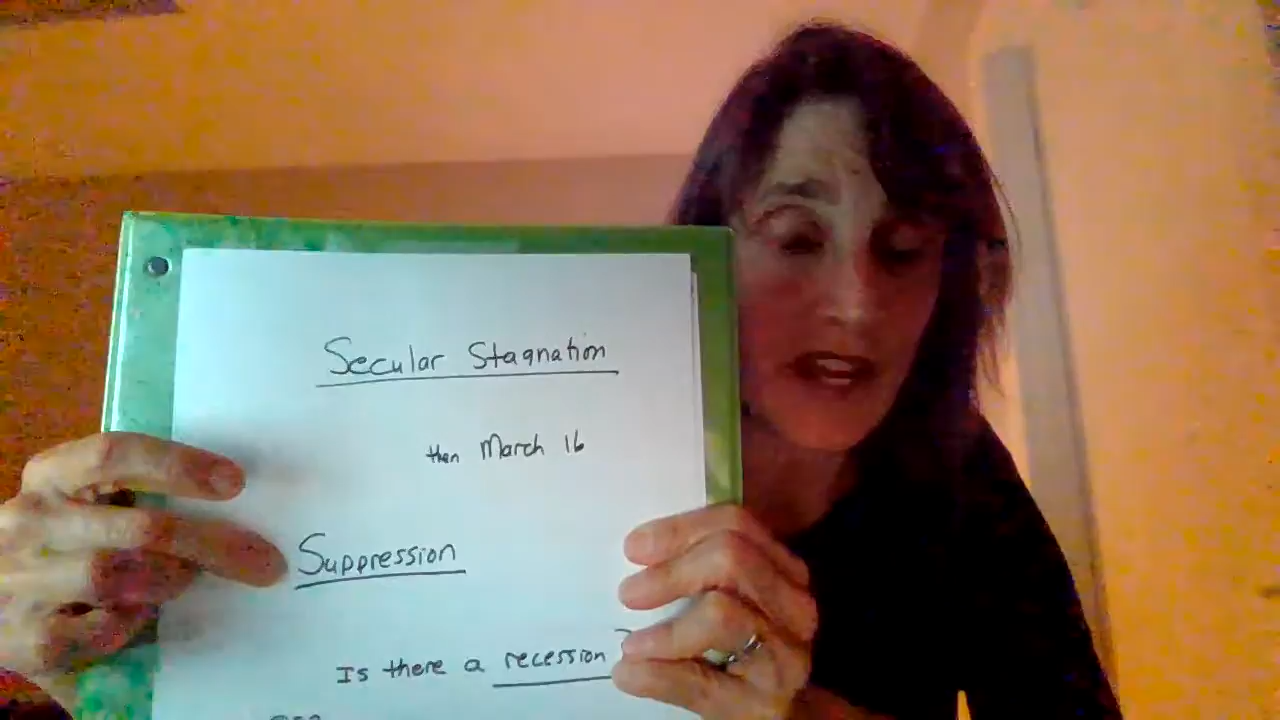 Secular Stagnation
then March 16
Suppression
Is there a recession ?